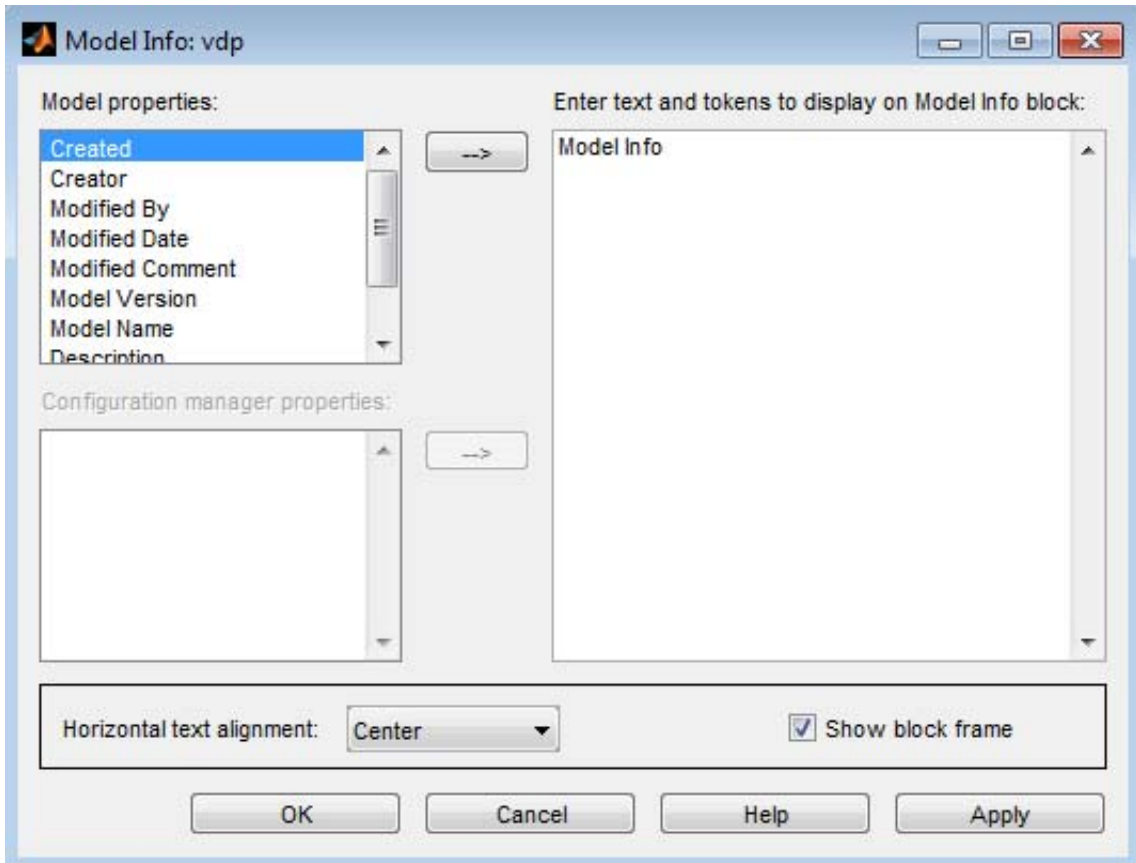 Model Info: vdp
Model properties:
Created
Creator
Modified By
Modified Date
Modified Comment
Model Version
Model Name
Description
-->
Enter text and tokens to display on Model Info block:
Model Info
Configuration manager properties:
-->
Horizontal text alignment: Center
Show block frame
OK Cancel Help Apply